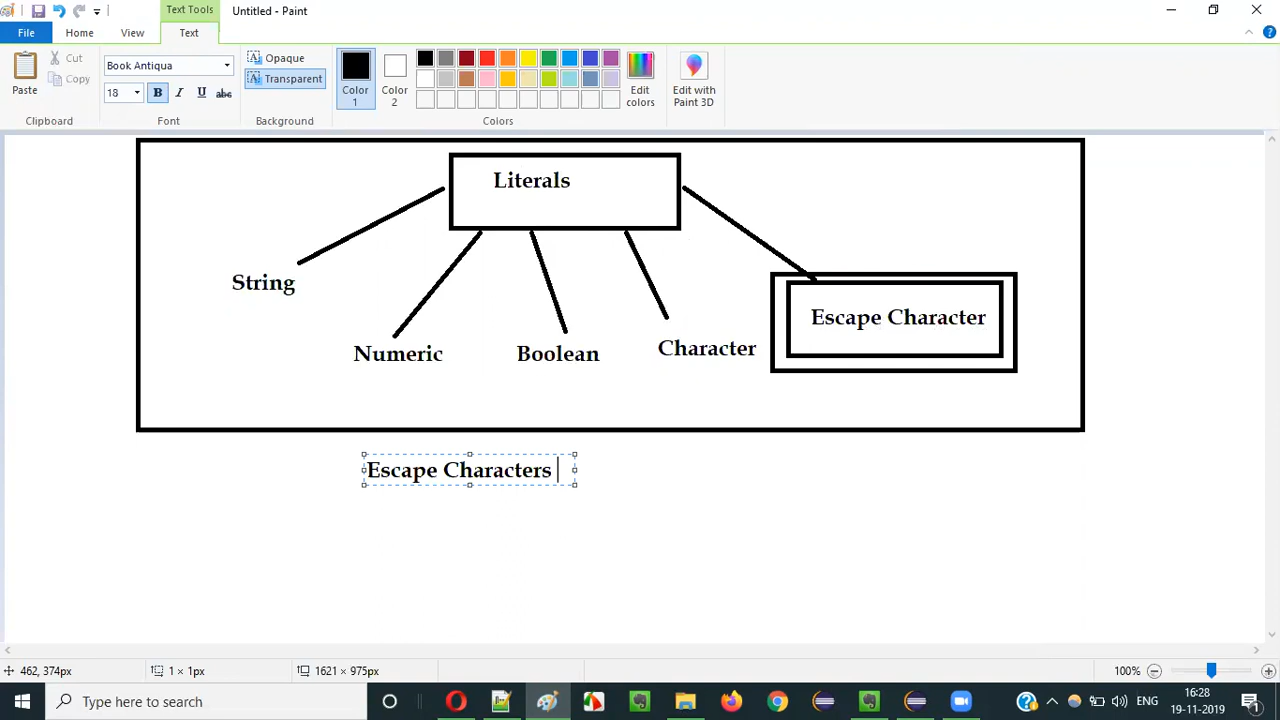 Text Tools
Untitled - Paint
File
Home
View
Text
Paste
Cut
Copy
Book Antiqua
18
B
I
U
abc
Opaque
Transparent
Color 1
Color 2
Edit colors
Edit with Paint 3D
Clipboard
Font
Background
Colors
Literals
String
Escape Character
Numeric
Boolean
Character
Escape Characters
462, 374px
1 × 1px
1621 × 975px
100%
Type here to search
ENG
16:28
19-11-2019
1